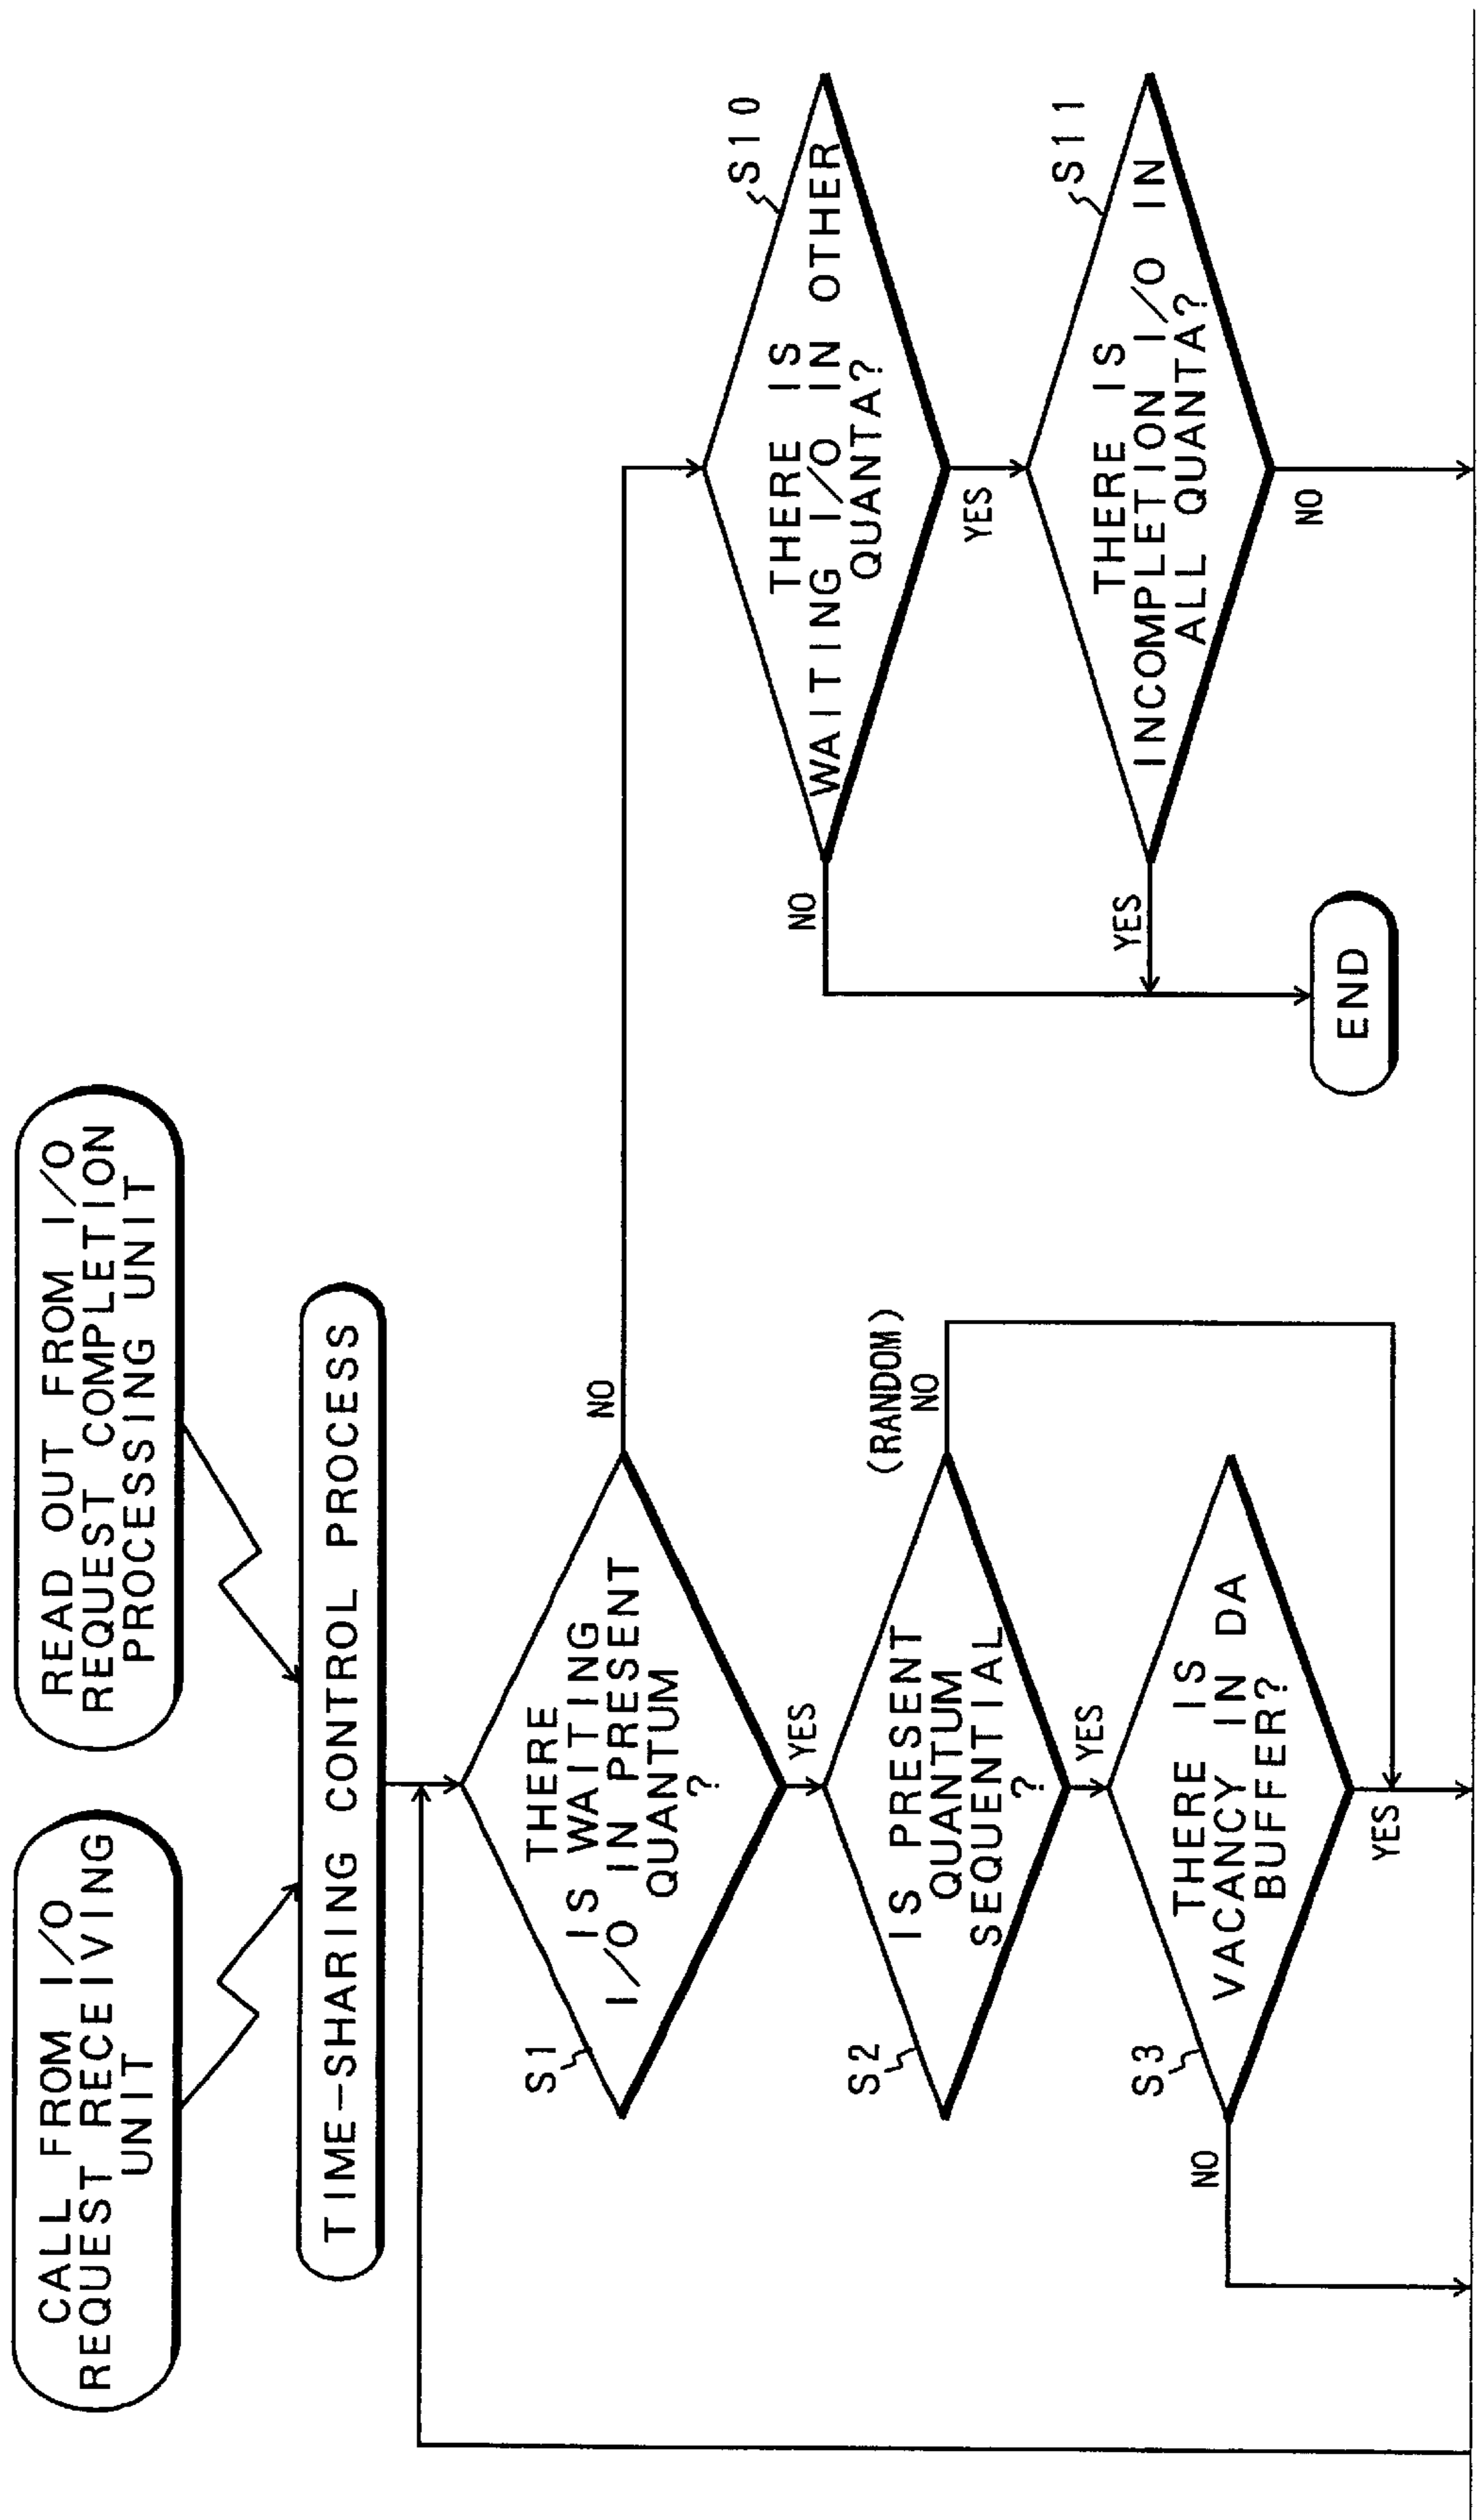 CALL FROM I/O
REQUEST RECEIVING
UNIT
READ OUT FROM I/O
REQUEST COMPLETION
PROCESSING UNIT
TIME-SHARING CONTROL PROCESS
S1
THERE
IS WAITING
I/O IN PRESENT
QUANTUM
?
NO
YES
S2
IS PRESENT
QUANTUM
SEQUENTIAL
?
(RANDOM)
NO
YES
S3
THERE IS
VACANCY IN DA
BUFFER?
NO
YES
S10
THERE IS
WAITING I/O IN OTHER
QUANTA?
NO
YES
S11
THERE IS
INCOMPLETION I/O IN
ALL QUANTA?
YES
NO
END